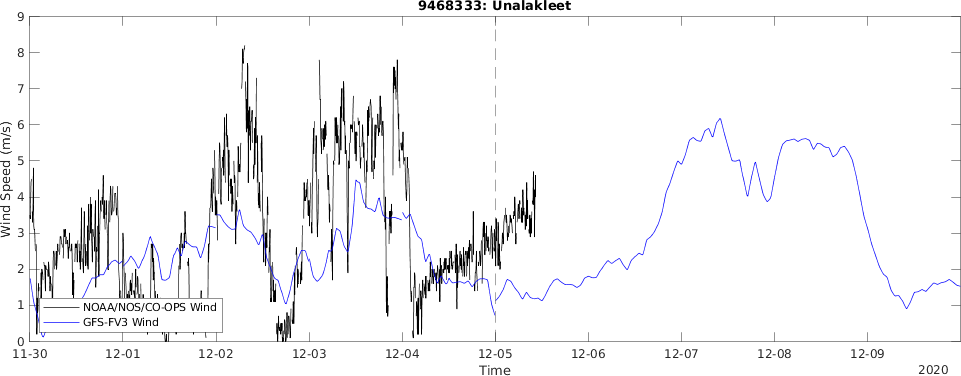 9468333: Unalakleet
Wind Speed (m/s)
9
8
7
6
5
4
3
2
1
0
NOAA/NOS/CO-OPS Wind
GFS-FV3 Wind
11-30 12-01 12-02 12-03 12-04 12-05 12-06 12-07 12-08 12-09
Time
2020